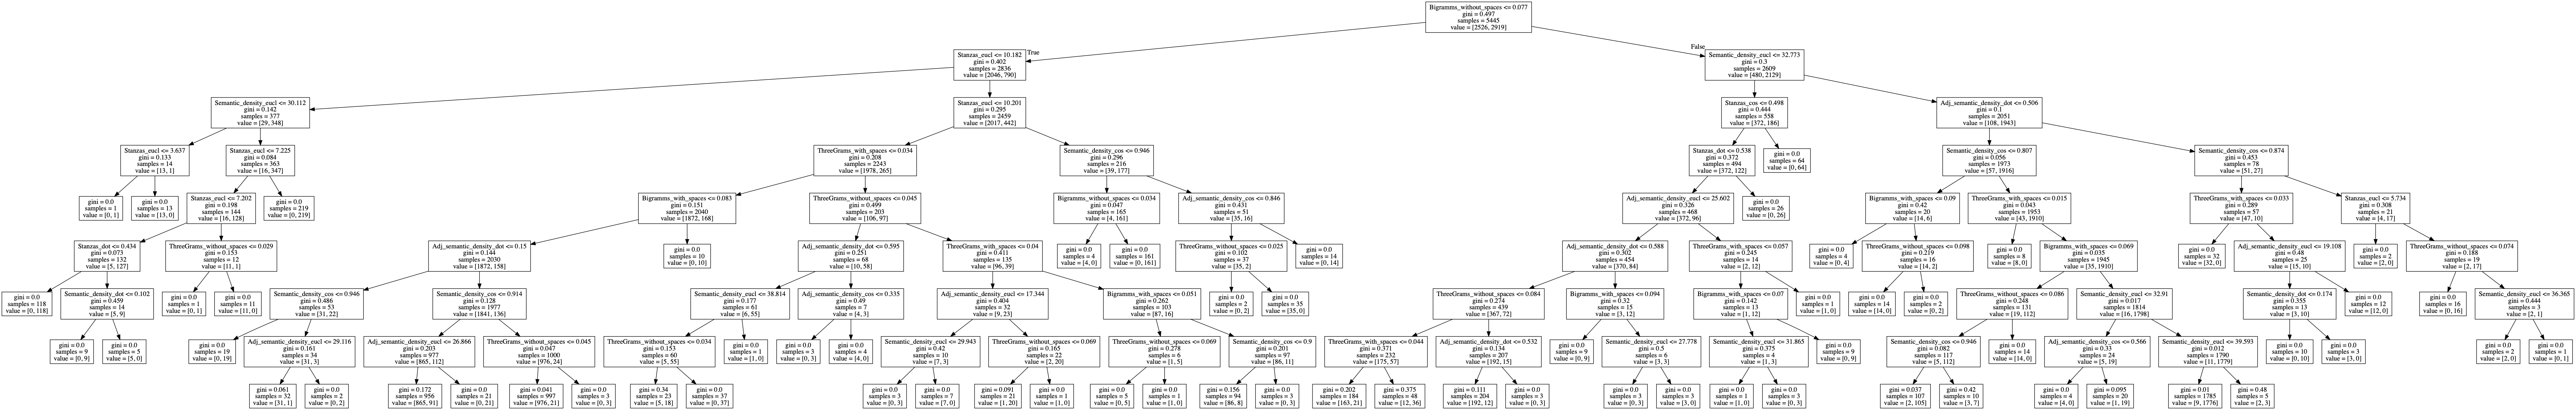 Bigramms_without_spaces <= 0.077
gini = 0.497
samples = 5445
value = [2526, 2919]
True
False
Stanzas_eucl <= 10.182
gini = 0.402
samples = 2836
value = [2046, 790]
Semantic_density_eucl <= 32.773
gini = 0.3
samples = 2609
value = [480, 2129]
Semantic_density_eucl <= 30.112
gini = 0.142
samples = 377
value = [29, 348]
Stanzas_eucl <= 10.201
gini = 0.295
samples = 2459
value = [2017, 442]
Stanzas_cos <= 0.498
gini = 0.444
samples = 558
value = [372, 186]
Adj_semantic_density_dot <= 0.506
gini = 0.1
samples = 2051
value = [108, 1943]
Stanzas_eucl <= 3.637
gini = 0.133
samples = 14
value = [13, 1]
Stanzas_eucl <= 7.225
gini = 0.084
samples = 363
value = [16, 347]
ThreeGrams_with_spaces <= 0.034
gini = 0.208
samples = 2243
value = [1978, 265]
Semantic_density_cos <= 0.946
gini = 0.296
samples = 216
value = [39, 177]
Stanzas_dot <= 0.538
gini = 0.372
samples = 494
value = [372, 122]
gini = 0.0
samples = 64
value = [0, 64]
Semantic_density_cos <= 0.807
gini = 0.056
samples = 1973
value = [57, 1916]
Semantic_density_cos <= 0.874
gini = 0.453
samples = 78
value = [51, 27]
gini = 0.0
samples = 1
value = [0, 1]
gini = 0.0
samples = 13
value = [13, 0]
Stanzas_eucl <= 7.202
gini = 0.198
samples = 144
value = [16, 128]
gini = 0.0
samples = 219
value = [0, 219]
Bigramms_with_spaces <= 0.083
gini = 0.151
samples = 2040
value = [1872, 168]
ThreeGrams_without_spaces <= 0.045
gini = 0.499
samples = 203
value = [106, 97]
Bigramms_without_spaces <= 0.034
gini = 0.047
samples = 165
value = [4, 161]
Adj_semantic_density_cos <= 0.846
gini = 0.431
samples = 51
value = [35, 16]
Adj_semantic_density_eucl <= 25.602
gini = 0.326
samples = 468
value = [372, 96]
gini = 0.0
samples = 26
value = [0, 26]
Bigramms_with_spaces <= 0.09
gini = 0.42
samples = 20
value = [14, 6]
ThreeGrams_with_spaces <= 0.015
gini = 0.043
samples = 1953
value = [43, 1910]
ThreeGrams_with_spaces <= 0.033
gini = 0.289
samples = 57
value = [47, 10]
Stanzas_eucl <= 5.734
gini = 0.308
samples = 21
value = [4, 17]
Stanzas_dot <= 0.434
gini = 0.073
samples = 132
value = [5, 127]
ThreeGrams_without_spaces <= 0.029
gini = 0.153
samples = 12
value = [11, 1]
Adj_semantic_density_dot <= 0.15
gini = 0.144
samples = 2030
value = [1872, 158]
gini = 0.0
samples = 10
value = [0, 10]
Adj_semantic_density_dot <= 0.595
gini = 0.251
samples = 68
value = [10, 58]
ThreeGrams_with_spaces <= 0.04
gini = 0.411
samples = 135
value = [96, 39]
gini = 0.0
samples = 4
value = [4, 0]
gini = 0.0
samples = 161
value = [0, 161]
ThreeGrams_without_spaces <= 0.025
gini = 0.102
samples = 37
value = [35, 2]
gini = 0.0
samples = 14
value = [0, 14]
Adj_semantic_density_dot <= 0.588
gini = 0.302
samples = 454
value = [370, 84]
ThreeGrams_with_spaces <= 0.057
gini = 0.245
samples = 14
value = [2, 12]
gini = 0.0
samples = 4
value = [0, 4]
ThreeGrams_without_spaces <= 0.098
gini = 0.219
samples = 16
value = [14, 2]
gini = 0.0
samples = 8
value = [8, 0]
Bigramms_with_spaces <= 0.069
gini = 0.035
samples = 1945
value = [35, 1910]
gini = 0.0
samples = 32
value = [32, 0]
Adj_semantic_density_eucl <= 19.108
gini = 0.48
samples = 25
value = [15, 10]
gini = 0.0
samples = 2
value = [2, 0]
ThreeGrams_without_spaces <= 0.074
gini = 0.188
samples = 19
value = [2, 17]
gini = 0.0
samples = 118
value = [0, 118]
Semantic_density_dot <= 0.102
gini = 0.459
samples = 14
value = [5, 9]
gini = 0.0
samples = 1
value = [0, 1]
gini = 0.0
samples = 11
value = [11, 0]
Semantic_density_cos <= 0.946
gini = 0.486
samples = 53
value = [31, 22]
Semantic_density_cos <= 0.914
gini = 0.128
samples = 1977
value = [1841, 136]
Semantic_density_eucl <= 38.814
gini = 0.177
samples = 61
value = [6, 55]
Adj_semantic_density_cos <= 0.335
gini = 0.49
samples = 7
value = [4, 3]
Adj_semantic_density_eucl <= 17.344
gini = 0.404
samples = 32
value = [9, 23]
Bigramms_with_spaces <= 0.051
gini = 0.262
samples = 103
value = [87, 16]
gini = 0.0
samples = 2
value = [0, 2]
gini = 0.0
samples = 35
value = [35, 0]
ThreeGrams_without_spaces <= 0.084
gini = 0.274
samples = 439
value = [367, 72]
Bigramms_with_spaces <= 0.094
gini = 0.32
samples = 15
value = [3, 12]
Bigramms_with_spaces <= 0.07
gini = 0.142
samples = 13
value = [1, 12]
gini = 0.0
samples = 1
value = [1, 0]
gini = 0.0
samples = 14
value = [14, 0]
gini = 0.0
samples = 2
value = [0, 2]
ThreeGrams_without_spaces <= 0.086
gini = 0.248
samples = 131
value = [19, 112]
Semantic_density_eucl <= 32.91
gini = 0.017
samples = 1814
value = [16, 1798]
Semantic_density_dot <= 0.174
gini = 0.355
samples = 13
value = [3, 10]
gini = 0.0
samples = 12
value = [12, 0]
gini = 0.0
samples = 16
value = [0, 16]
Semantic_density_eucl <= 36.365
gini = 0.444
samples = 3
value = [2, 1]
gini = 0.0
samples = 9
value = [0, 9]
gini = 0.0
samples = 5
value = [5, 0]
gini = 0.0
samples = 19
value = [0, 19]
Adj_semantic_density_eucl <= 29.116
gini = 0.161
samples = 34
value = [31, 3]
Adj_semantic_density_eucl <= 26.866
gini = 0.203
samples = 977
value = [865, 112]
ThreeGrams_without_spaces <= 0.045
gini = 0.047
samples = 1000
value = [976, 24]
ThreeGrams_without_spaces <= 0.034
gini = 0.153
samples = 60
value = [5, 55]
gini = 0.0
samples = 1
value = [1, 0]
gini = 0.0
samples = 3
value = [0, 3]
gini = 0.0
samples = 4
value = [4, 0]
Semantic_density_eucl <= 29.943
gini = 0.42
samples = 10
value = [7, 3]
ThreeGrams_without_spaces <= 0.069
gini = 0.165
samples = 22
value = [2, 20]
ThreeGrams_without_spaces <= 0.069
gini = 0.278
samples = 6
value = [1, 5]
Semantic_density_cos <= 0.9
gini = 0.201
samples = 97
value = [86, 11]
ThreeGrams_with_spaces <= 0.044
gini = 0.371
samples = 232
value = [175, 57]
Adj_semantic_density_dot <= 0.532
gini = 0.134
samples = 207
value = [192, 15]
gini = 0.0
samples = 9
value = [0, 9]
Semantic_density_eucl <= 27.778
gini = 0.5
samples = 6
value = [3, 3]
Semantic_density_eucl <= 31.865
gini = 0.375
samples = 4
value = [1, 3]
gini = 0.0
samples = 9
value = [0, 9]
Semantic_density_cos <= 0.946
gini = 0.082
samples = 117
value = [5, 112]
gini = 0.0
samples = 14
value = [14, 0]
Adj_semantic_density_cos <= 0.566
gini = 0.33
samples = 24
value = [5, 19]
Semantic_density_eucl <= 39.593
gini = 0.012
samples = 1790
value = [11, 1779]
gini = 0.0
samples = 10
value = [0, 10]
gini = 0.0
samples = 3
value = [3, 0]
gini = 0.0
samples = 2
value = [2, 0]
gini = 0.0
samples = 1
value = [0, 1]
gini = 0.061
samples = 32
value = [31, 1]
gini = 0.0
samples = 2
value = [0, 2]
gini = 0.172
samples = 956
value = [865, 91]
gini = 0.0
samples = 21
value = [0, 21]
gini = 0.041
samples = 997
value = [976, 21]
gini = 0.0
samples = 3
value = [0, 3]
gini = 0.34
samples = 23
value = [5, 18]
gini = 0.0
samples = 37
value = [0, 37]
gini = 0.0
samples = 3
value = [0, 3]
gini = 0.0
samples = 7
value = [7, 0]
gini = 0.091
samples = 21
value = [1, 20]
gini = 0.0
samples = 1
value = [1, 0]
gini = 0.0
samples = 5
value = [0, 5]
gini = 0.0
samples = 1
value = [1, 0]
gini = 0.156
samples = 94
value = [86, 8]
gini = 0.0
samples = 3
value = [0, 3]
gini = 0.202
samples = 184
value = [163, 21]
gini = 0.375
samples = 48
value = [12, 36]
gini = 0.111
samples = 204
value = [192, 12]
gini = 0.0
samples = 3
value = [0, 3]
gini = 0.0
samples = 3
value = [0, 3]
gini = 0.0
samples = 3
value = [3, 0]
gini = 0.0
samples = 1
value = [1, 0]
gini = 0.0
samples = 3
value = [0, 3]
gini = 0.037
samples = 107
value = [2, 105]
gini = 0.42
samples = 10
value = [3, 7]
gini = 0.0
samples = 4
value = [4, 0]
gini = 0.095
samples = 20
value = [1, 19]
gini = 0.01
samples = 1785
value = [9, 1776]
gini = 0.48
samples = 5
value = [2, 3]